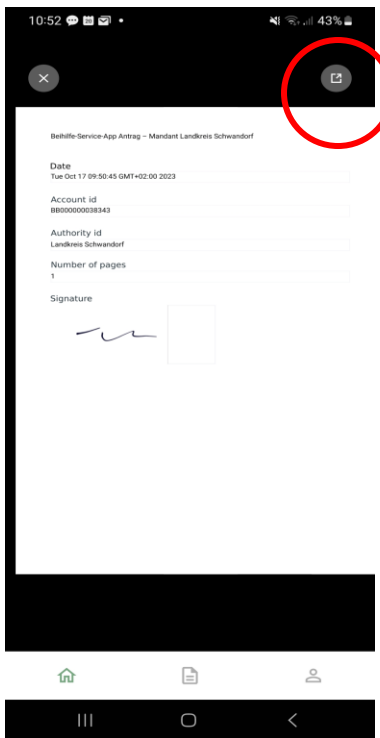 10:52 43%
Beihilfe-Service-App Antrag – Mandant Landkreis Schwandorf
Date
Tue Oct 17 09:50:45 GMT+02:00 2023
Account id
BB000000038343
Authority id
Landkreis Schwandorf
Number of pages
1
Signature